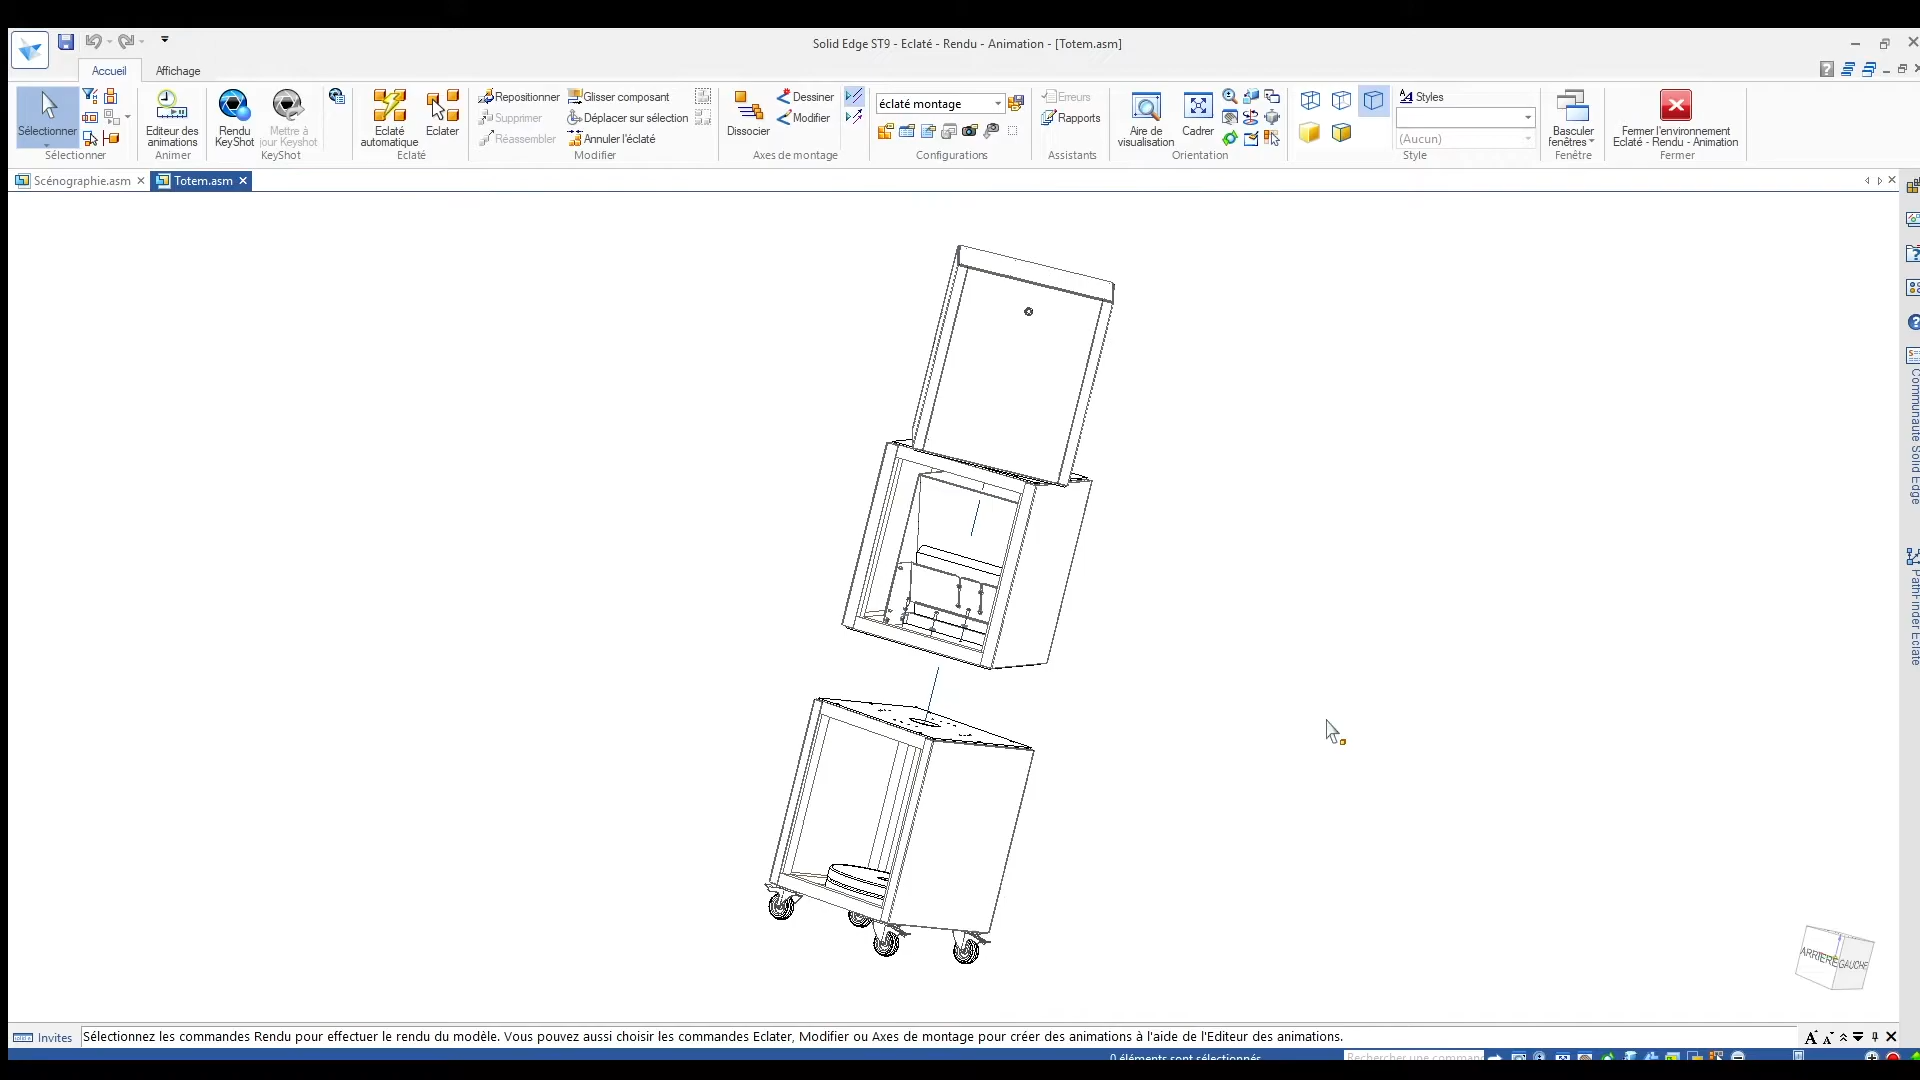 Solid Edge ST9 - Eclaté - Rendu - Animation - [Totem.asm]
Accueil
Affichage
Sélectionner
Sélectionner
Editeur des
animations
Animer
Rendu
KeyShot
Mettre à
jour Keyshot
KeyShot
Eclaté
automatique
Eclater
Eclaté
Repositionner
Supprimer
Réassembler
Glisser composant
Déplacer sur sélection
Annuler l'éclaté
Modifier
Dissocier
Dessiner
Modifier
Axes de montage
éclaté montage
Configurations
Erreurs
Rapports
Assistants
Aire de
visualisation
Cadrer
Orientation
Styles
(Aucun)
Style
Basculer
fenêtres
Fenêtre
Fermer l'environnement
Eclaté - Rendu - Animation
Fermer
Scénographie.asm
Totem.asm
Communauté Solid Edge
PathFinder Eclaté
ARRIERE
GAUCHE
Invites
Sélectionnez les commandes Rendu pour effectuer le rendu du modèle. Vous pouvez aussi choisir les commandes Eclater, Modifier ou Axes de montage pour créer des animations à l'aide de l'Editeur des animations.
0 éléments sont sélectionnés
Rechercher une command